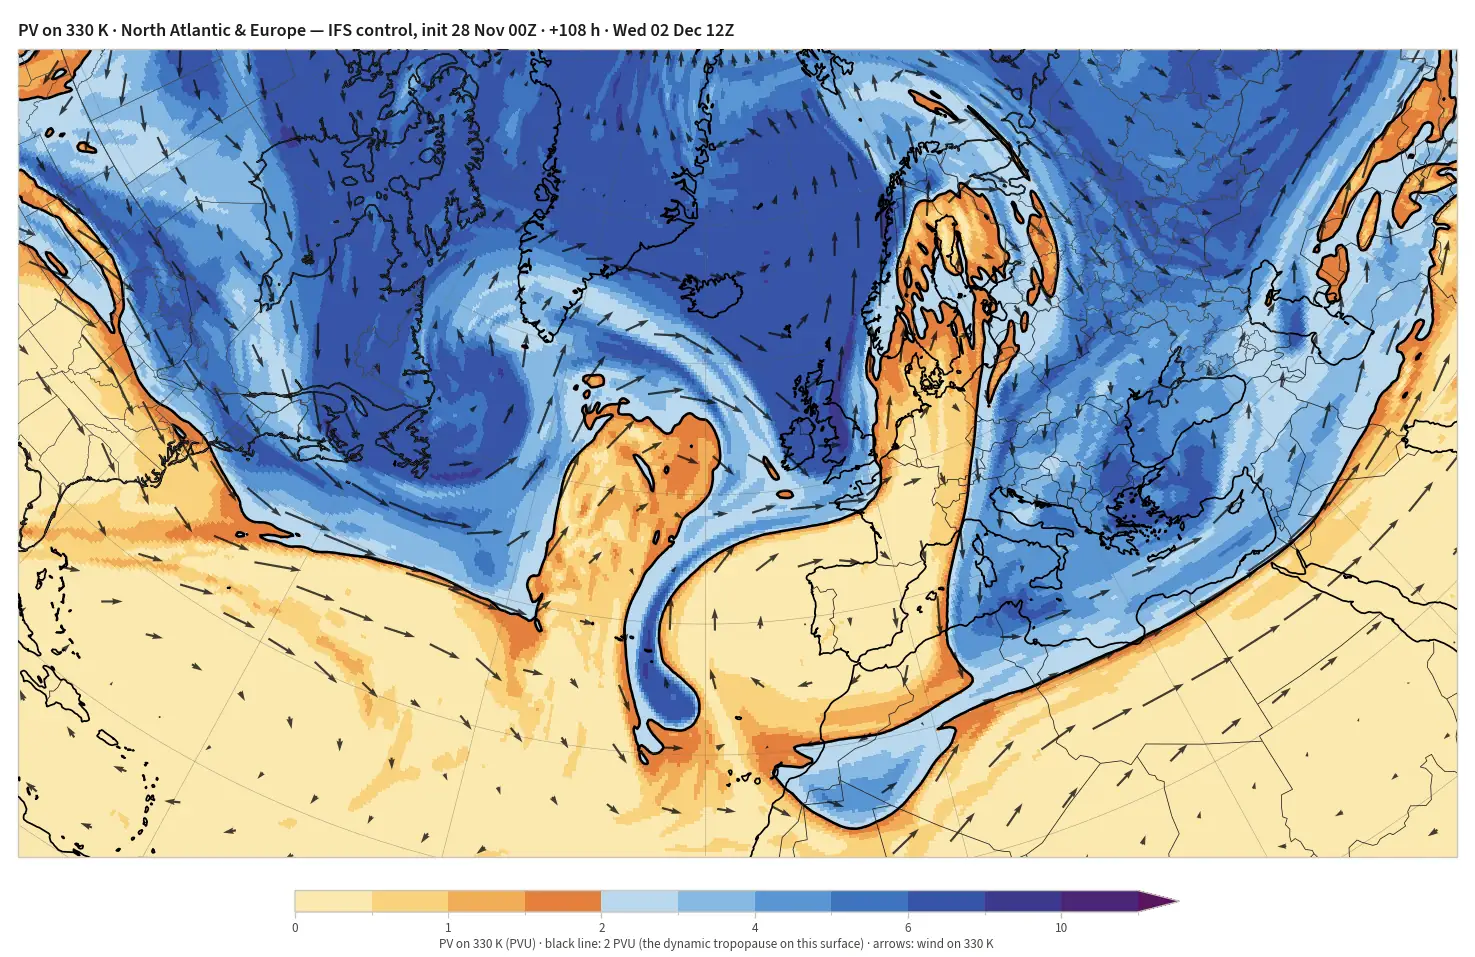 PV on 330 K · North Atlantic & Europe — IFS control, init 28 Nov 00Z · +108 h · Wed 02 Dec 12Z
0 1 2 4 6 10
PV on 330 K (PVU) · black line: 2 PVU (the dynamic tropopause on this surface) · arrows: wind on 330 K